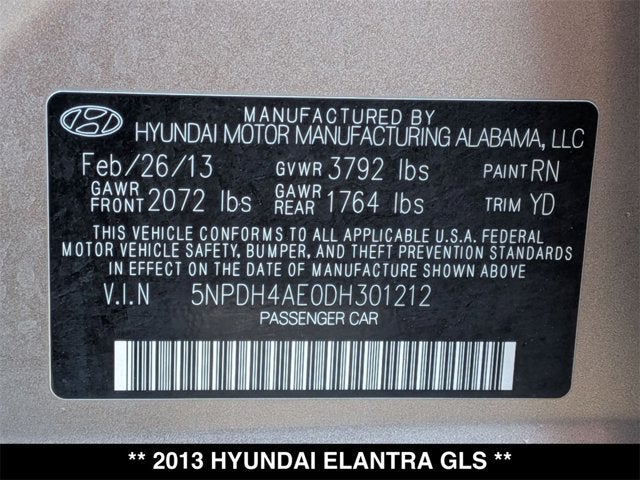 MANUFACTURED BY
HYUNDAI MOTOR MANUFACTURING ALABAMA, LLC
Feb/26/13 GVWR 3792 lbs PAINT RN
GAWR FRONT 2072 lbs GAWR REAR 1764 lbs TRIM YD
THIS VEHICLE CONFORMS TO ALL APPLICABLE U.S.A. FEDERAL
MOTOR VEHICLE SAFETY, BUMPER, AND THEFT PREVENTION STANDARDS
IN EFFECT ON THE DATE OF MANUFACTURE SHOWN ABOVE.
V.I.N 5NPDH4AE0DH301212
PASSENGER CAR
** 2013 HYUNDAI ELANTRA GLS **